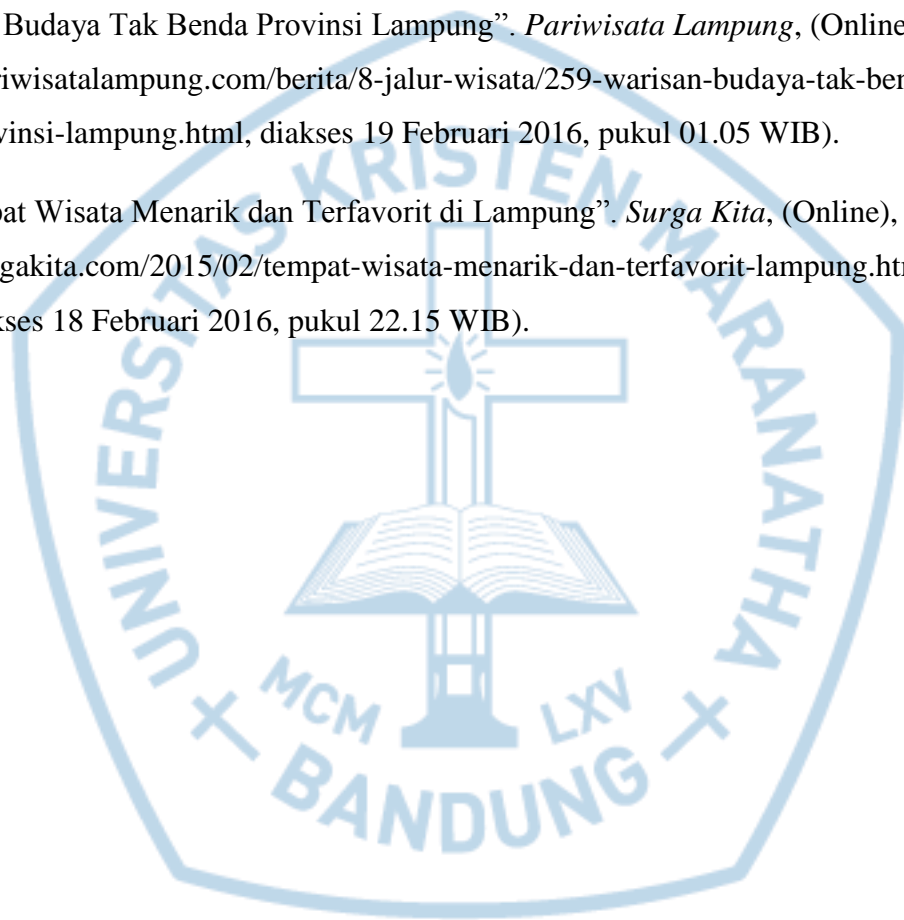 Budaya Tak Benda Provinsi Lampung”. Pariwisata Lampung, (Online
riwisatalampung.com/berita/8-jalur-wisata/259-warisan-budaya-tak-ben
vinsi-lampung.html, diakses 19 Februari 2016, pukul 01.05 WIB).
pat Wisata Menarik dan Terfavorit di Lampung”. Surga Kita, (Online),
gakita.com/2015/02/tempat-wisata-menarik-dan-terfavorit-lampung.htm
kses 18 Februari 2016, pukul 22.15 WIB).
UNIVERSITAS KRISTEN MARANATHA
MCM LXV
BANDUNG